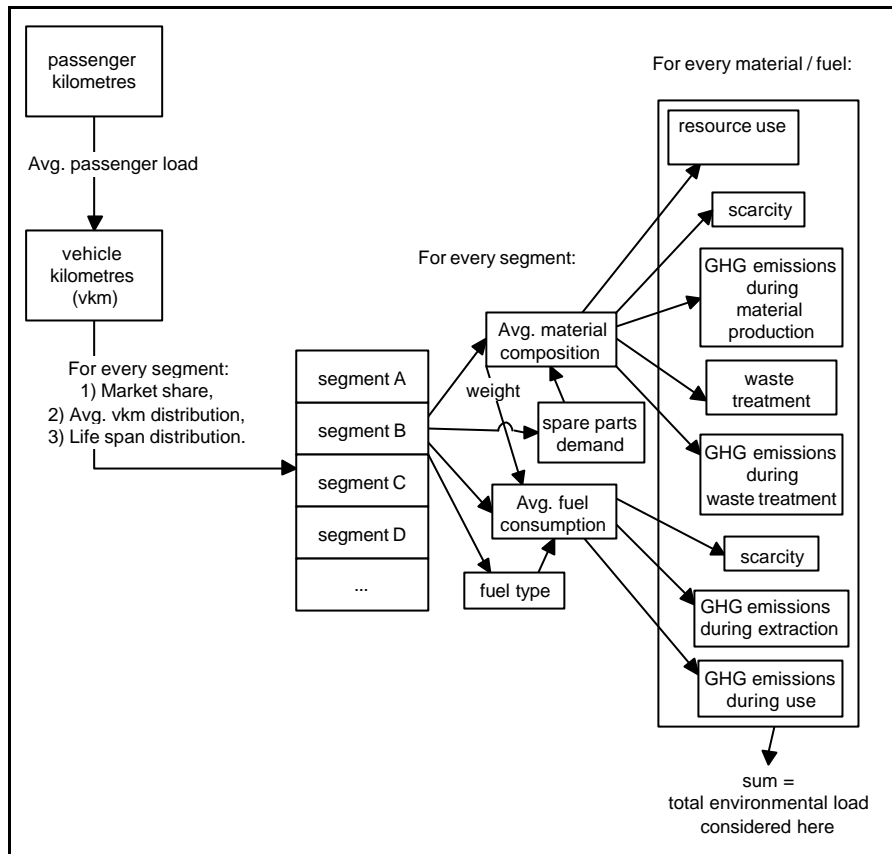 passenger
kilometres
Avg. passenger load
vehicle
kilometres
(vkm)
For every segment:
1) Market share,
2) Avg. vkm distribution,
3) Life span distribution.
segment A
segment B
segment C
segment D
...
For every segment:
Avg. material
composition
weight
spare parts
demand
Avg. fuel
consumption
fuel type
For every material / fuel:
resource use
scarcity
GHG emissions
during
material
production
waste
treatment
GHG emissions
during
waste treatment
scarcity
GHG emissions
during extraction
GHG emissions
during use
sum =
total environmental load
considered here